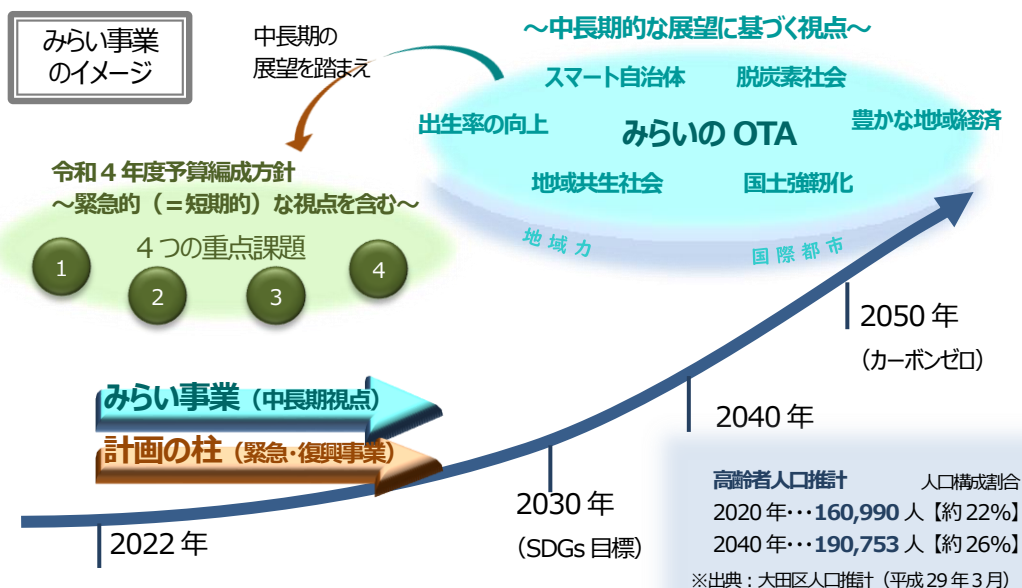 みらい事業
のイメージ
中長期の
展望を踏まえ
～中長期的な展望に基づく視点～
スマート自治体
脱炭素社会
出生率の向上
みらいの OTA
豊かな地域経済
地域共生社会
国土強靭化
地域力
国際都市
令和４年度予算編成方針
～緊急的（＝短期的）な視点を含む～
４つの重点課題
1
2
3
4
みらい事業（中長期視点）
計画の柱（緊急・復興事業）
2022 年
2030 年
（SDGs 目標）
2040 年
2050 年
（カーボンゼロ）
高齢者人口推計 人口構成割合
2020 年･･･160,990 人【約 22%】
2040 年･･･190,753 人【約 26%】
※出典：大田区人口推計（平成 29 年 3 月）